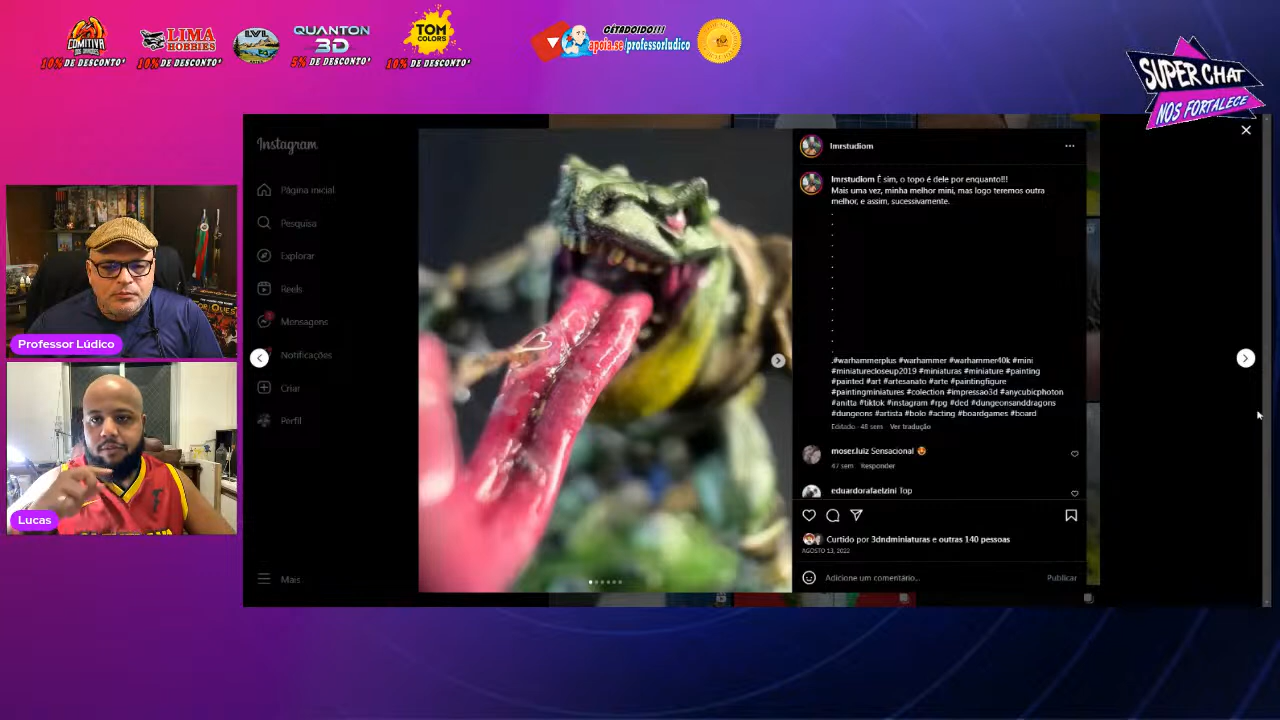 COMITIVA
10% DE DESCONTO*
LIMA
HOBBIES
10% DE DESCONTO*
LVL
QUANTON
3D
5% DE DESCONTO*
TOM
COLORS
10% DE DESCONTO*
CÊTÁDOIDO!!!
apoia.se/professorludico
SUPER CHAT
NOS FORTALECE
Instagram
Página inicial
Pesquisa
Explorar
Reels
Mensagens
Notificações
Criar
Perfil
Mais
Professor Lúdico
Lucas
lmrstudiom
lmrstudiom É sim, o topo é dele por enquanto!!!
Mais uma vez, minha melhor mini, mas logo teremos outra
melhor, e assim, sucessivamente.
.
.
.
.
.
.
.
.
.
.
.
.
.
.#warhammerplus #warhammer #warhammer40k #mini
#miniaturecloseup2019 #miniaturas #miniature #painting
#painted #art #artesanato #arte #paintingfigure
#paintingminiatures #colection #impressao3d #anycubicphoton
#anitta #tiktok #instagram #rpg #ded #dungeonsanddragons
#dungeons #artista #bolo #acting #boardgames #board
Editado · 48 sem Ver tradução
moser.luiz Sensacional 😍
47 sem Responder
eduardorafaelzini Top
Curtido por 3dndminiaturas e outras 140 pessoas
AGOSTO 13, 2022
Adicione um comentário...
Publicar